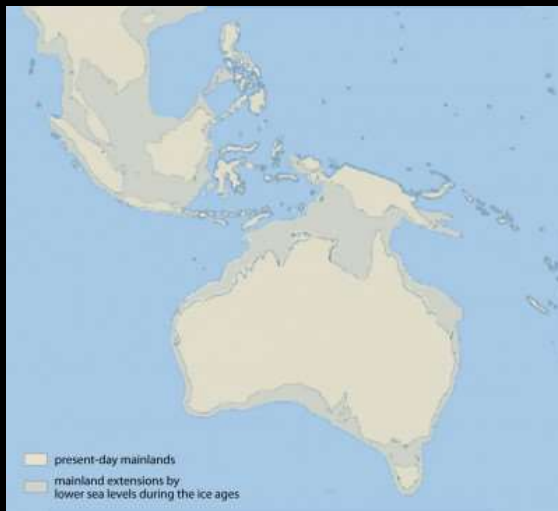 present-day mainlands
mainland extensions by
lower sea levels during the ice ages